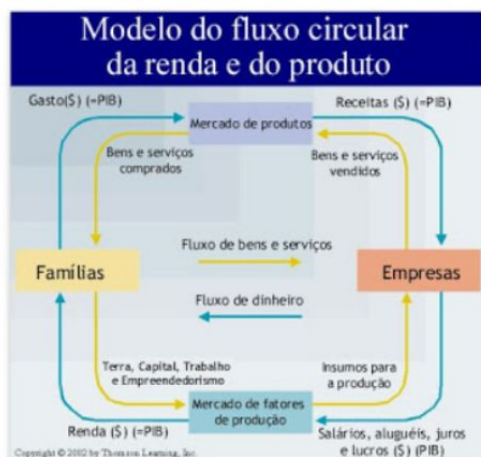 Modelo do fluxo circular
da renda e do produto
Gasto($) (=PIB)
Receitas ($) (=PIB)
Mercado de produtos
Bens e serviços
comprados
Bens e serviços
vendidos
Fluxo de bens e serviços
Famílias
Empresas
Fluxo de dinheiro
Terra, Capital, Trabalho
e Empreendedorismo
Insumos para
a produção
Mercado de fatores
de produção
Renda ($) (=PIB)
Salários, aluguéis, juros
e lucros ($) (PIB)
Copyright © 2002 by Thomson Learning, Inc.